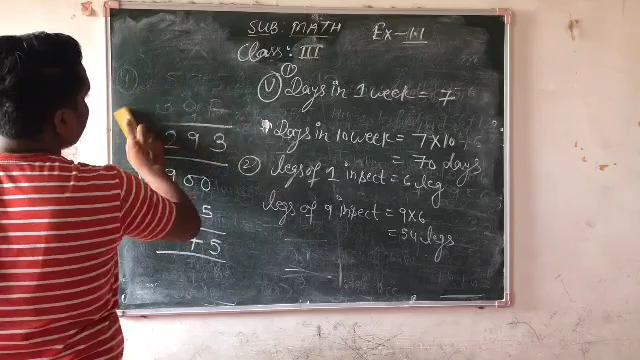 SUB: MATH Ex-1.1
Class: III
(V) (1) Days in 1 week = 7
Days in 10 week = 7×10
= 70 days
(2) legs of 1 insect = 6 leg
legs of 9 insect = 9×6
= 54 legs
293
900
5
5